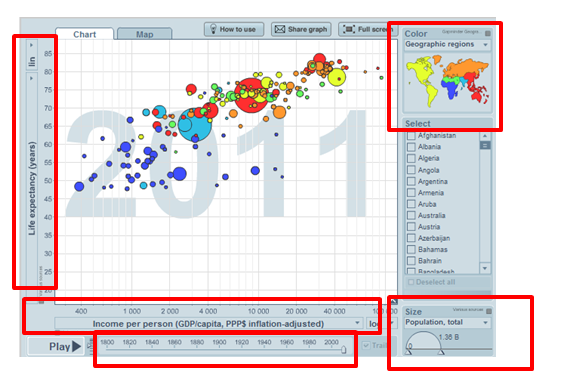 Chart
Map
How to use
Share graph
Full screen
Color
Geographic regions
lin
Life expectancy (years)
85
80
75
70
65
60
55
50
45
40
35
30
25
20
2011
Select
Afghanistan
Albania
Algeria
Angola
Argentina
Armenia
Aruba
Australia
Austria
Azerbaijan
Bahamas
Bahrain
Bangladesh
Deselect all
400 1 000 2 000 4 000 10 000 20 000 40 000
Income per person (GDP/capita, PPP$ inflation-adjusted)
Size
Population, total
1.36 B
0
Play
1800 1820 1840 1860 1880 1900 1920 1940 1960 1980 2000